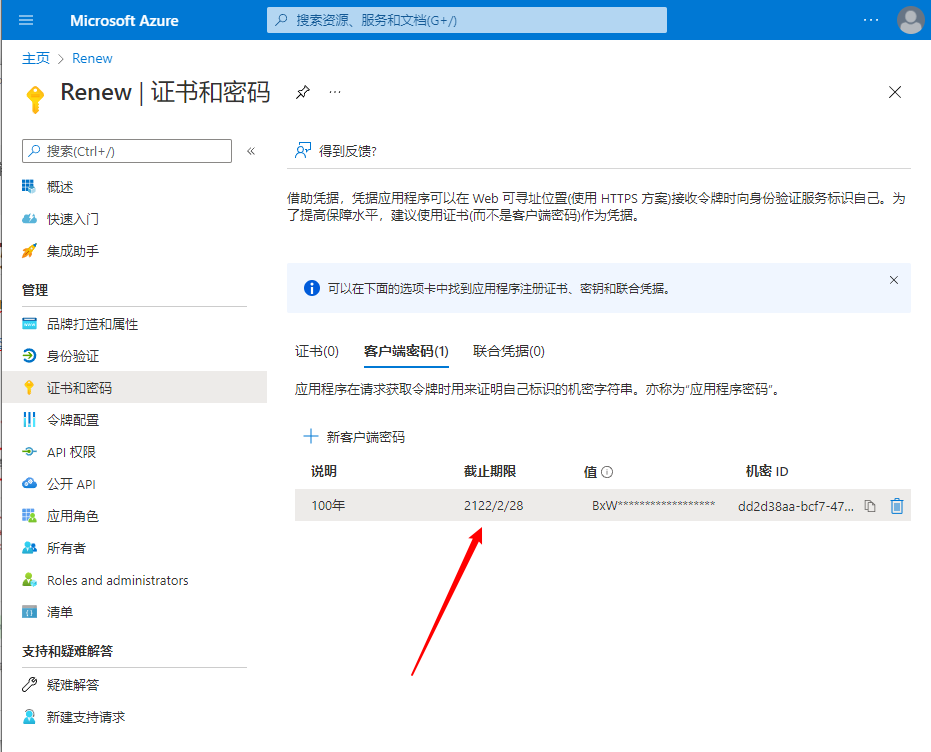 Microsoft Azure
搜索资源、服务和文档(G+/)
主页 > Renew
Renew | 证书和密码
搜索(Ctrl+/)
概述
快速入门
集成助手
管理
品牌打造和属性
身份验证
证书和密码
令牌配置
API 权限
公开 API
应用角色
所有者
Roles and administrators
清单
支持和疑难解答
疑难解答
新建支持请求
得到反馈?
借助凭据，凭据应用程序可以在 Web 可寻址位置(使用 HTTPS 方案)接收令牌时向身份验证服务标识自己。为
了提高保障水平，建议使用证书(而不是客户端密码)作为凭据。
可以在下面的选项卡中找到应用程序注册证书、密钥和联合凭据。
证书(0) 客户端密码(1) 联合凭据(0)
应用程序在请求获取令牌时用来证明自己标识的机密字符串。亦称为“应用程序密码”。
新客户端密码
说明 截止期限 值 机密 ID
100年 2122/2/28 BxW****************** dd2d38aa-bcf7-47...